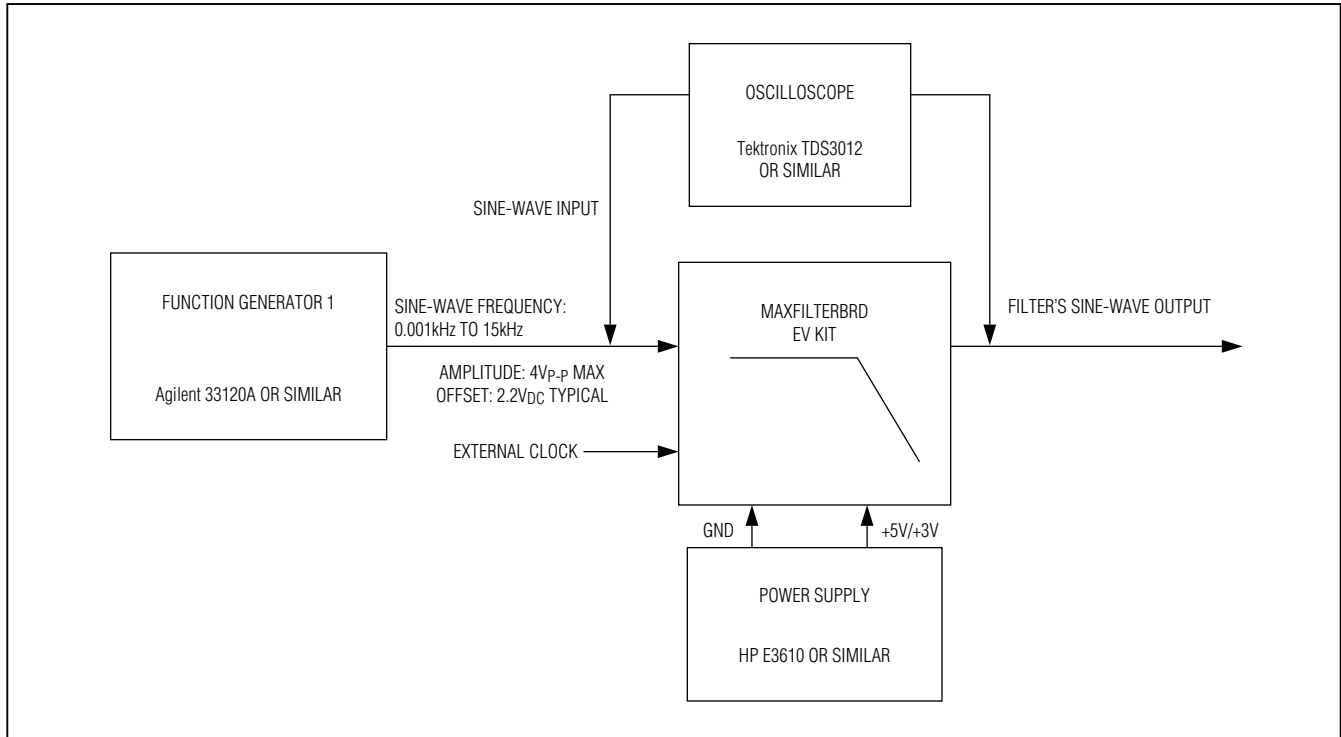 OSCILLOSCOPE
Tektronix TDS3012
OR SIMILAR
SINE-WAVE INPUT
FUNCTION GENERATOR 1
Agilent 33120A OR SIMILAR
SINE-WAVE FREQUENCY:
0.001kHz TO 15kHz
AMPLITUDE: 4VP-P MAX
OFFSET: 2.2VDC TYPICAL
EXTERNAL CLOCK
MAXFILTERBRD
EV KIT
FILTER'S SINE-WAVE OUTPUT
GND
+5V/+3V
POWER SUPPLY
HP E3610 OR SIMILAR